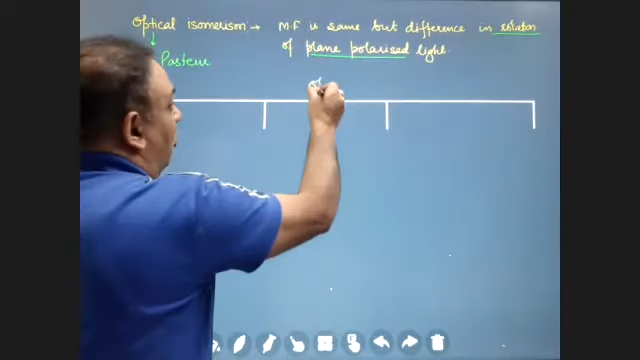 Optical isomerism → M.F is same but difference in rotation
of plane polarised light.
Pasteur